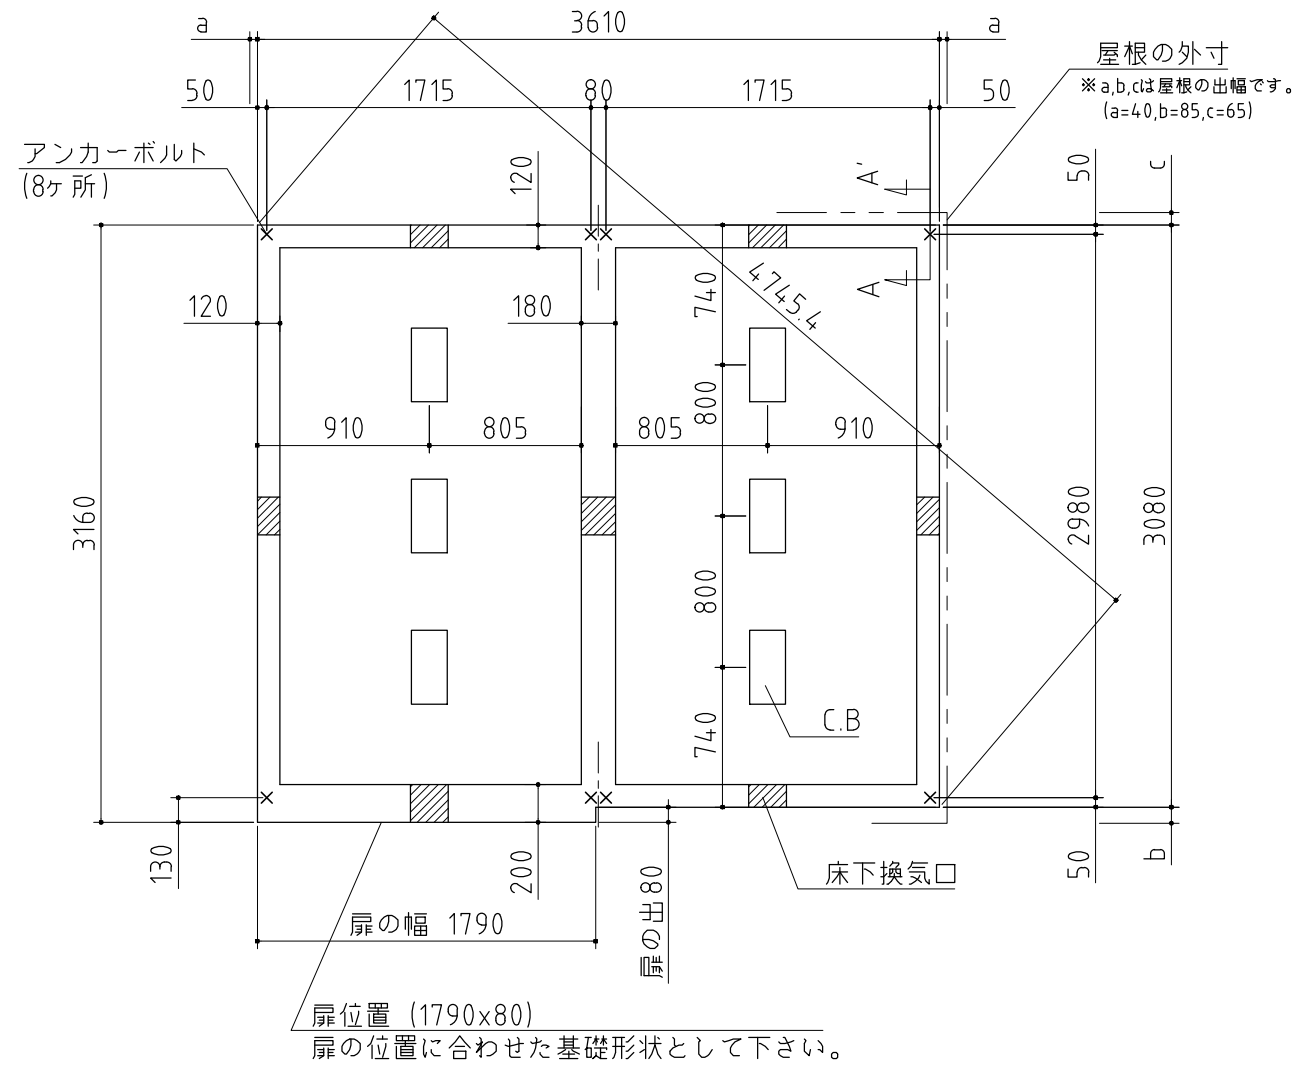 a
3610
a
50
1715
80
1715
50
屋根の外寸
※a,b,cは屋根の出幅です。
(a=40,b=85,c=65)
アンカーボルト
(8ヶ所)
120
A'
50
c
120
180
740
4745.4
A
910
805
800
805
910
3160
2980
3080
800
740
C.B
130
200
扉の出80
床下換気口
50
b
扉の幅 1790
扉位置 (1790x80)
扉の位置に合わせた基礎形状として下さい。